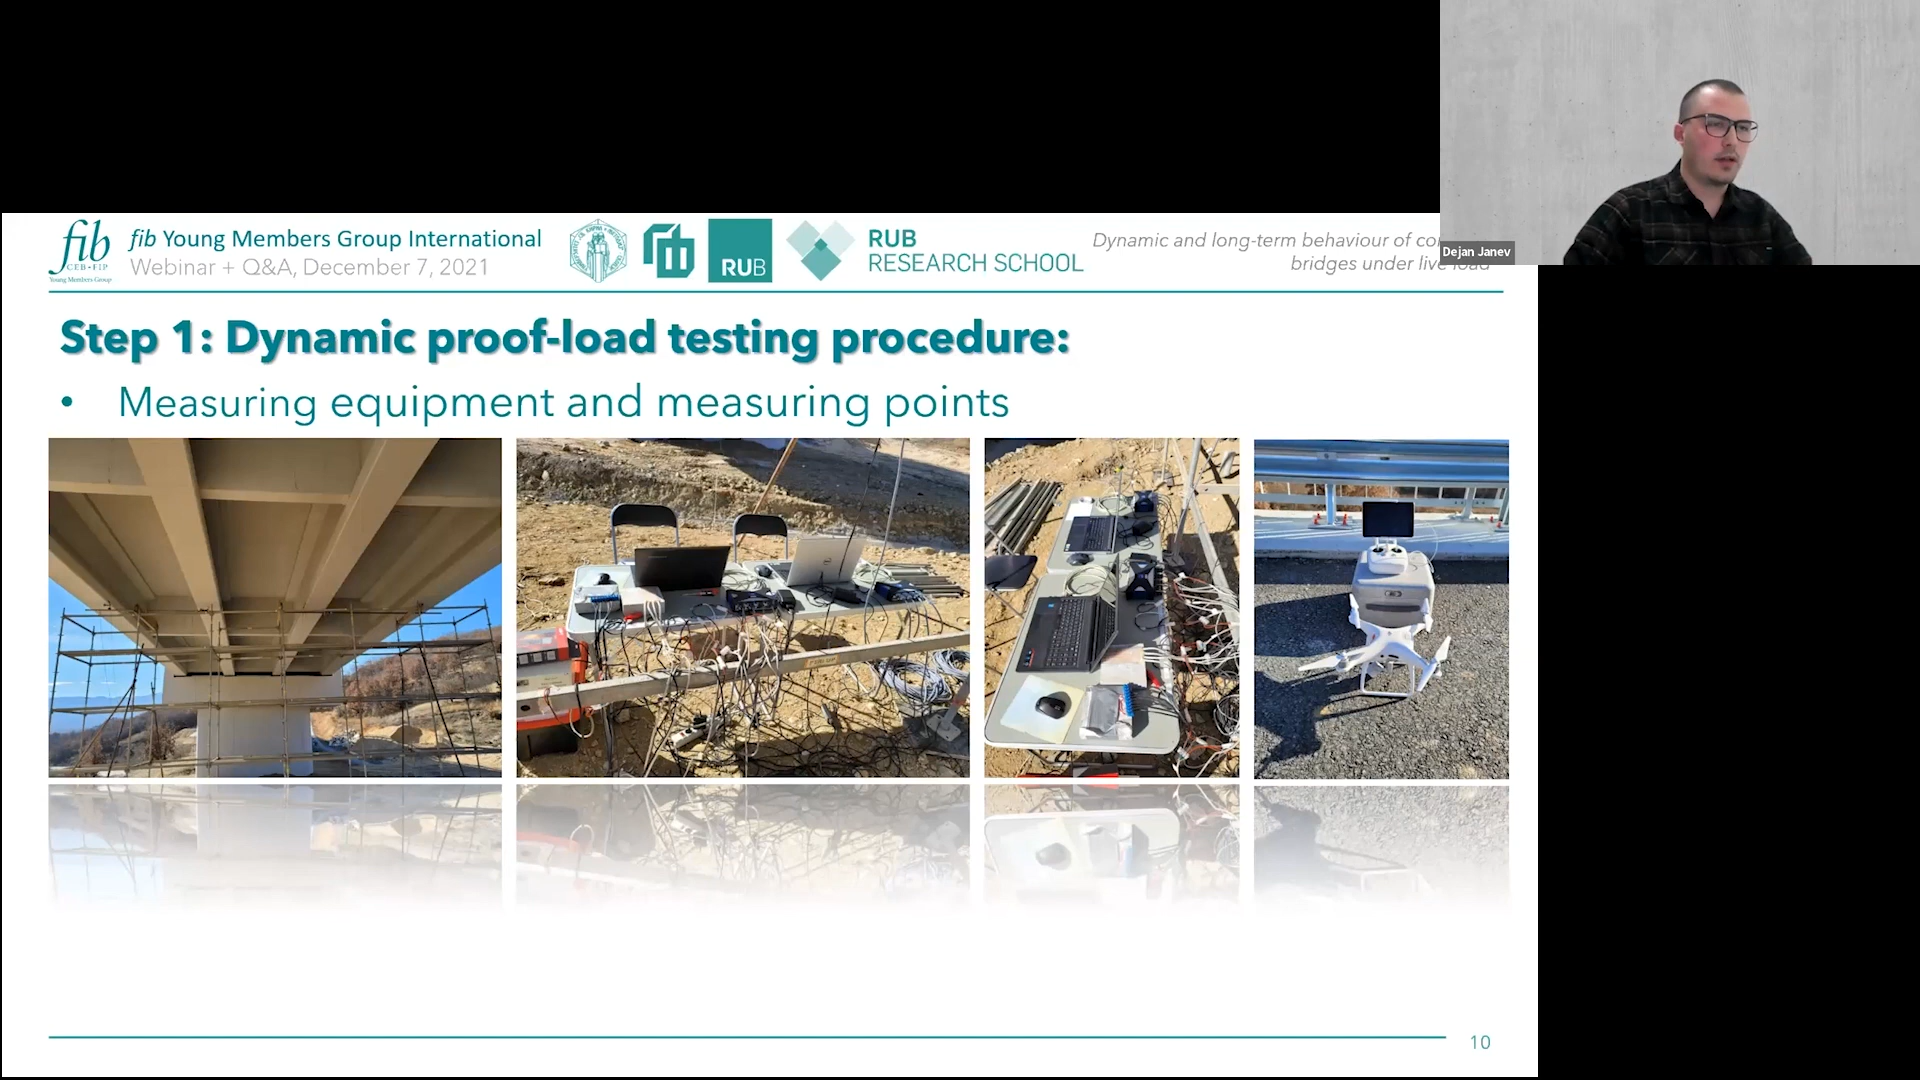 fib
CEB-FIP
Young Members Group
fib Young Members Group International
Webinar + Q&A, December 7, 2021
RUB
RUB
RESEARCH SCHOOL
Dynamic and long-term behaviour of
bridges under live load
Dejan Janev
Step 1: Dynamic proof-load testing procedure:
• Measuring equipment and measuring points
10